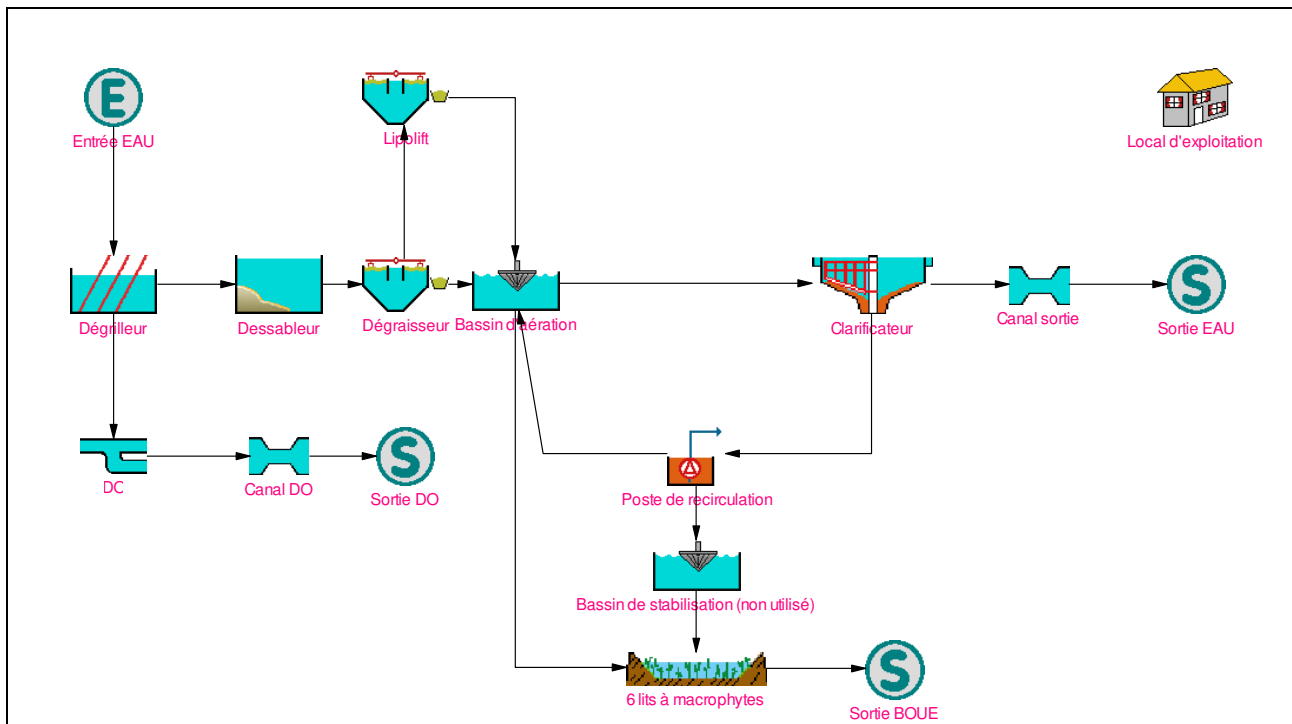 E
Entrée EAU
Lipolift
Local d'exploitation
Dégrilleur
Dessableur
Dégraisseur
Bassin d'aération
Clarificateur
Canal sortie
S
Sortie EAU
DO
Canal DO
S
Sortie DO
Poste de recirculation
Bassin de stabilisation (non utilisé)
6 lits à macrophytes
S
Sortie BOUE